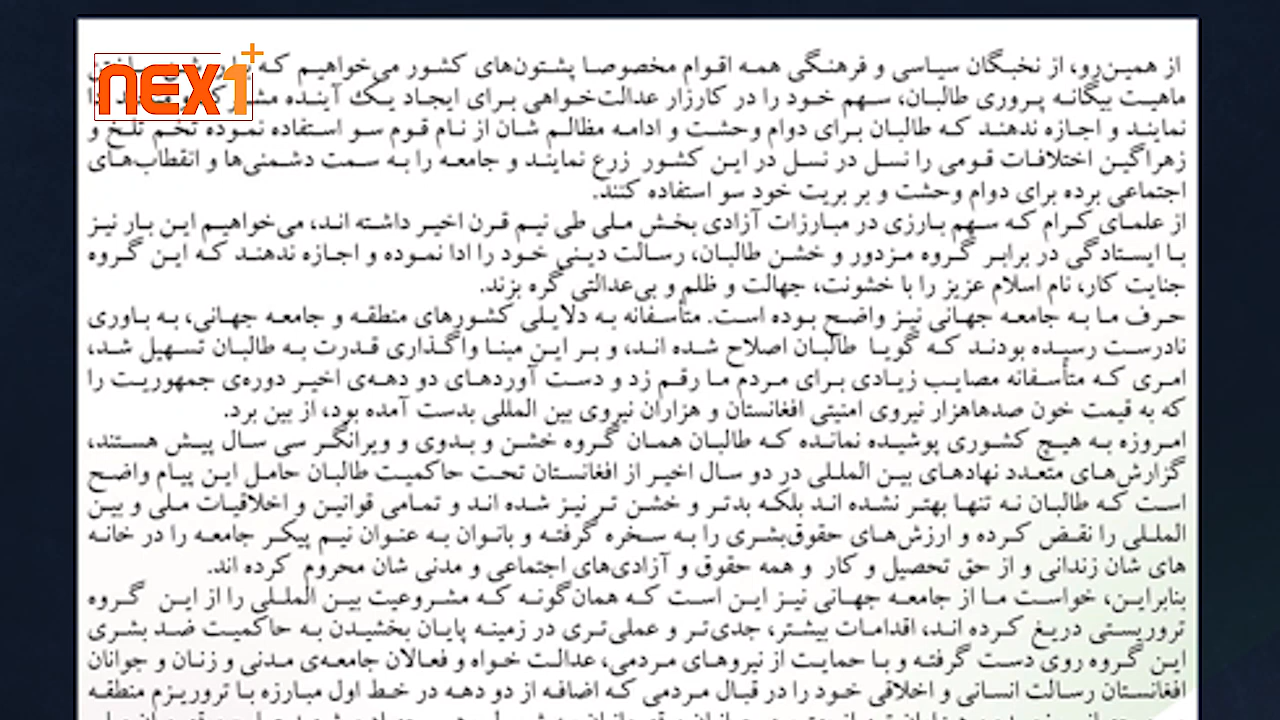 NEX1+
از همین‌رو، از نخبگان سیاسی و فرهنگی همه اقوام مخصوصا پشتون‌های کشور می‌خواهیم که
ماهیت بیگانه پروری طالبان، سهم خود را در کارزار عدالت‌خواهی برای ایجاد یک آینده
نمایند و اجازه ندهند که طالبان برای دوام وحشت و ادامه مظالم شان از نام قوم سو استفاده نموده تخم تلخ و
زهراگین اختلافات قومی را نسل در نسل در این کشور زرع نمایند و جامعه را به سمت دشمنی‌ها و انقطاب‌های
اجتماعی برده برای دوام وحشت و بر بریت خود سو استفاده کنند.
از علمای کرام که سهم بارزی در مبارزات آزادی بخش ملی طی نیم قرن اخیر داشته اند، می‌خواهیم این بار نیز
با ایستادگی در برابر گروه مزدور و خشن طالبان، رسالت دینی خود را ادا نموده و اجازه ندهند که این گروه
جنایت کار، نام اسلام عزیز را با خشونت، جهالت و ظلم و بی‌عدالتی گره بزند.
حرف ما به جامعه جهانی نیز واضح بوده است. متأسفانه به دلایلی کشورهای منطقه و جامعه جهانی، به باوری
نادرست رسیده بودند که گویا طالبان اصلاح شده اند، و بر این مبنا واگذاری قدرت به طالبان تسهیل شد،
امری که متأسفانه مصایب زیادی برای مردم ما رقم زد و دست آوردهای دو دهه‌ی اخیر دوره‌ی جمهوریت را
که به قیمت خون صدهاهزار نیروی امنیتی افغانستان و هزاران نیروی بین المللی بدست آمده بود، از بین برد.
امروزه به هیچ کشوری پوشیده نمانده که طالبان همان گروه خشن و بدوی و ویرانگر سی سال پیش هستند،
گزارش‌های متعدد نهادهای بین المللی در دو سال اخیر از افغانستان تحت حاکمیت طالبان حامل این پیام واضح
است که طالبان نه تنها بهتر نشده اند بلکه بدتر و خشن تر نیز شده اند و تمامی قوانین و اخلاقیات ملی و بین
المللی را نقض کرده و ارزش‌های حقوق‌بشری را به سخره گرفته و بانوان به عنوان نیم پیکر جامعه را در خانه
های شان زندانی و از حق تحصیل و کار و همه حقوق و آزادی‌های اجتماعی و مدنی شان محروم کرده اند.
بنابراین، خواست ما از جامعه جهانی نیز این است که همان‌گونه که مشروعیت بین المللی را از این گروه
تروریستی دریغ کرده اند، اقدامات بیشتر، جدی‌تر و عملی‌تری در زمینه پایان بخشیدن به حاکمیت ضد بشری
این گروه روی دست گرفته و با حمایت از نیروهای مردمی، عدالت خواه و فعالان جامعه‌ی مدنی و زنان و جوانان
افغانستان رسالت انسانی و اخلاقی خود را در قبال مردمی که اضافه از دو دهه در خط اول مبارزه با تروریزم منطقه